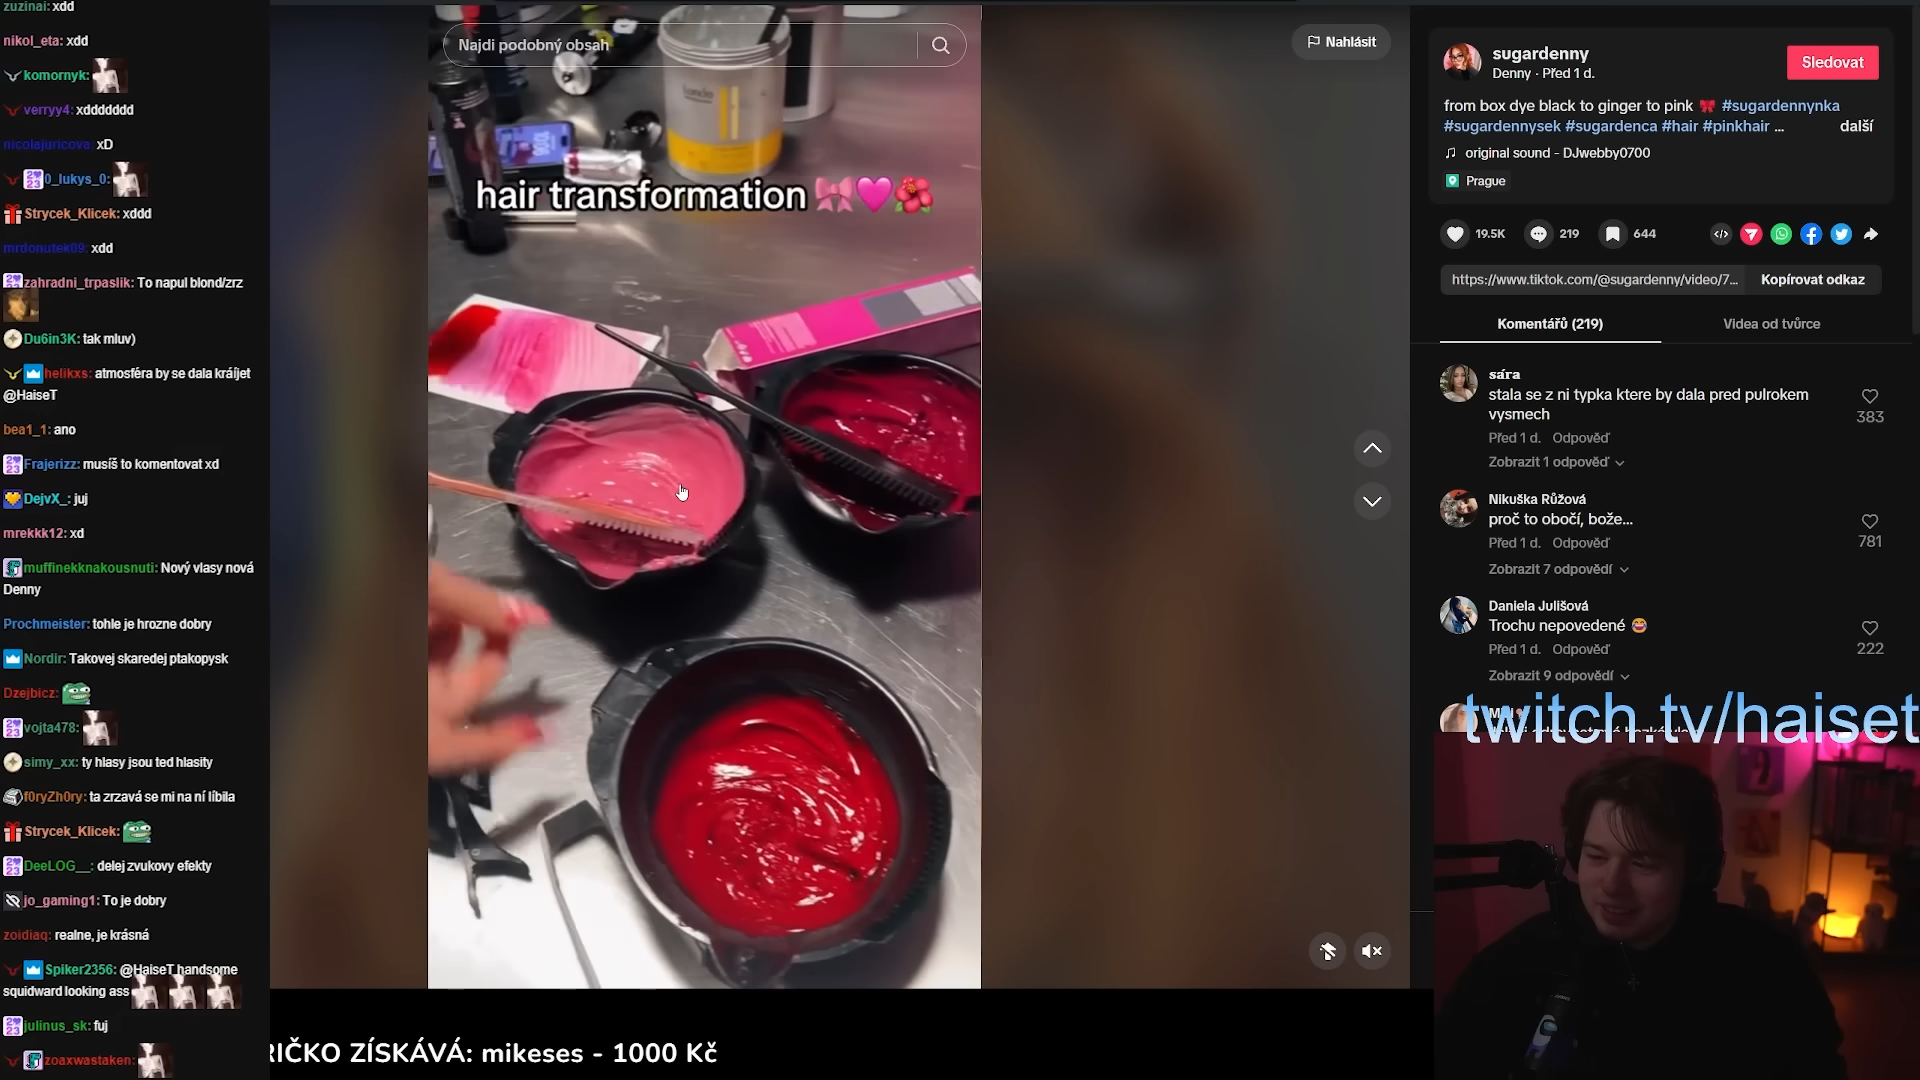 zuzinai: xdd
nikol_eta: xdd
komornyk:
verryy4: xddddddd
nicolajuricova: xD
0_lukys_0:
Strycek_Klicek: xddd
mrdonutek09: xdd
zahradni_trpaslik: To napul blond/zrz
Du6in3K: tak mluv)
helikxs: atmosféra by se dala kráíjet
@HaiseT
bea1_1: ano
Frajerizz: musíš to komentovat xd
DejvX_: juj
mrekkk12: xd
muffinekknakousnuti: Nový vlasy nová
Denny
Prochmeister: tohle je hrozne dobry
Nordir: Takovej skaredej ptakopysk
Dzejbicz:
vojta478:
simy_xx: ty hlasy jsou ted hlasity
f0ryZh0ry: ta zrzavá se mi na ní líbila
Strycek_Klicek:
DeeLOG__: delej zvukovy efekty
jo_gaming1: To je dobry
zoidiaq: realne, je krásná
Spiker2356: @HaiseT handsome
squidward looking ass
julinus_sk: fuj
zoaxwastaken:
Najdi podobný obsah
Nahlásit
hair transformation
RIČKO ZÍSKÁVÁ: mikeses - 1000 Kč
sugardenny
Denny · Před 1 d.
Sledovat
from box dye black to ginger to pink #sugardennynka
#sugardennysek #sugardenca #hair #pinkhair ...
další
original sound - DJwebby0700
Prague
19.5K
219
644
https://www.tiktok.com/@sugardenny/video/7...
Kopírovat odkaz
Komentářů (219)
Videa od tvůrce
sára
stala se z ni typka ktere by dala pred pulrokem
vysmech
383
Před 1 d. Odpověď
Zobrazit 1 odpověď
Nikuška Růžová
proč to obočí, bože...
781
Před 1 d. Odpověď
Zobrazit 7 odpovědí
Daniela Julišová
Trochu nepovedené
222
Před 1 d. Odpověď
Zobrazit 9 odpovědí
twitch.tv/haiset